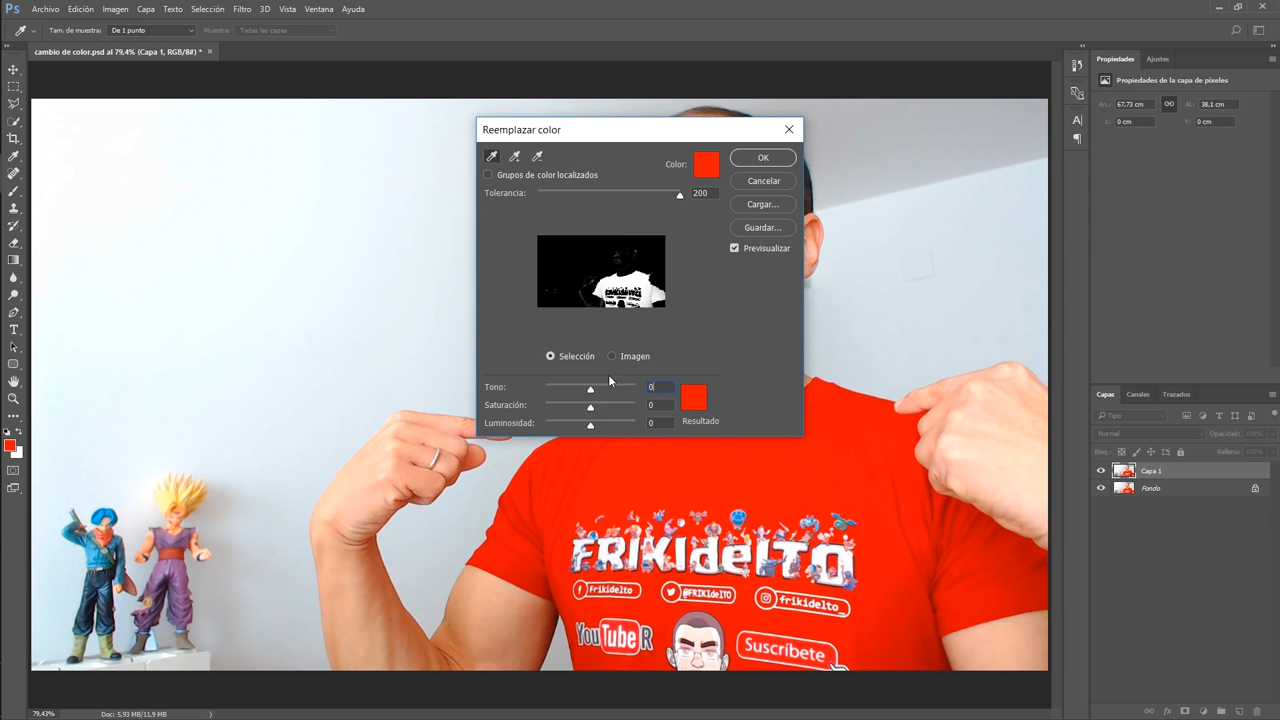 Ps Archivo Edición Imagen Capa Texto Selección Filtro 3D Vista Ventana Ayuda
Tam. de muestra: De 1 punto Muestra: Todas las capas
cambio de color.psd al 79,4% (Capa 1, RGB/8#) * ×
Propiedades Ajustes
Propiedades de la capa de píxeles
An.: 67,73 cm AL: 38,1 cm
X: 0 cm Y: 0 cm
Reemplazar color
Color: OK
Grupos de color localizados
Cancelar
Tolerancia: 200
Cargar...
Guardar...
Previsualizar
Selección Imagen
Tono: 0
Saturación: 0
Luminosidad: 0 Resultado
Capas Canales Trazados
Tipo
Normal Opacidad: 100%
Bloq.: Relleno: 100%
Capa 1
Fondo
FRIKIdelTO
Frikidelto @FRIKIdelTO frikidelto_
YouTubeR
Suscríbete
79,43% Doc: 5,93 MB/11,9 MB